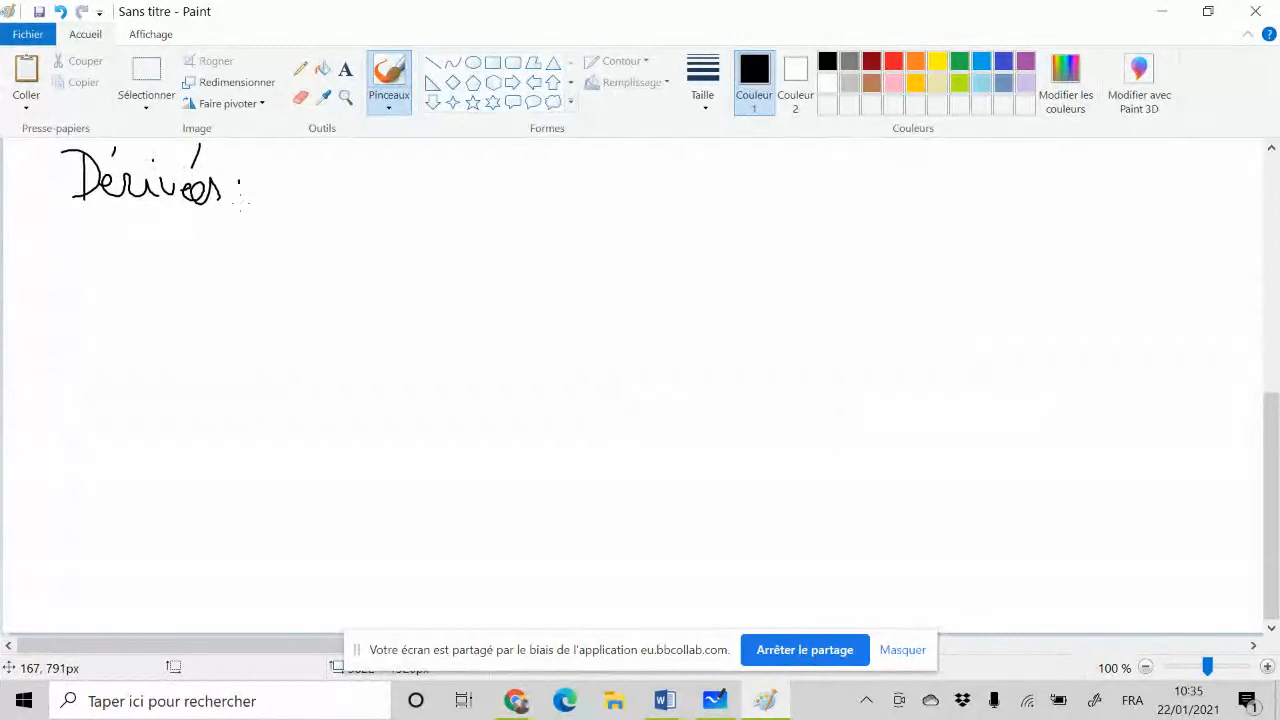 Sans titre - Paint
Fichier Accueil Affichage
Coller Couper Copier Presse-papiers
Sélectionner Rogner Redimensionner Faire pivoter Image
A Outils
Pinceaux
Contour Remplissage Formes
Taille
Couleur 1
Couleur 2
Modifier les couleurs
Modifier avec Paint 3D
Couleurs
Dérivées :
Votre écran est partagé par le biais de l'application eu.bbcollab.com. Arrêter le partage Masquer
167, 791px 100 %
Taper ici pour rechercher FRA 10:35
22/01/2021